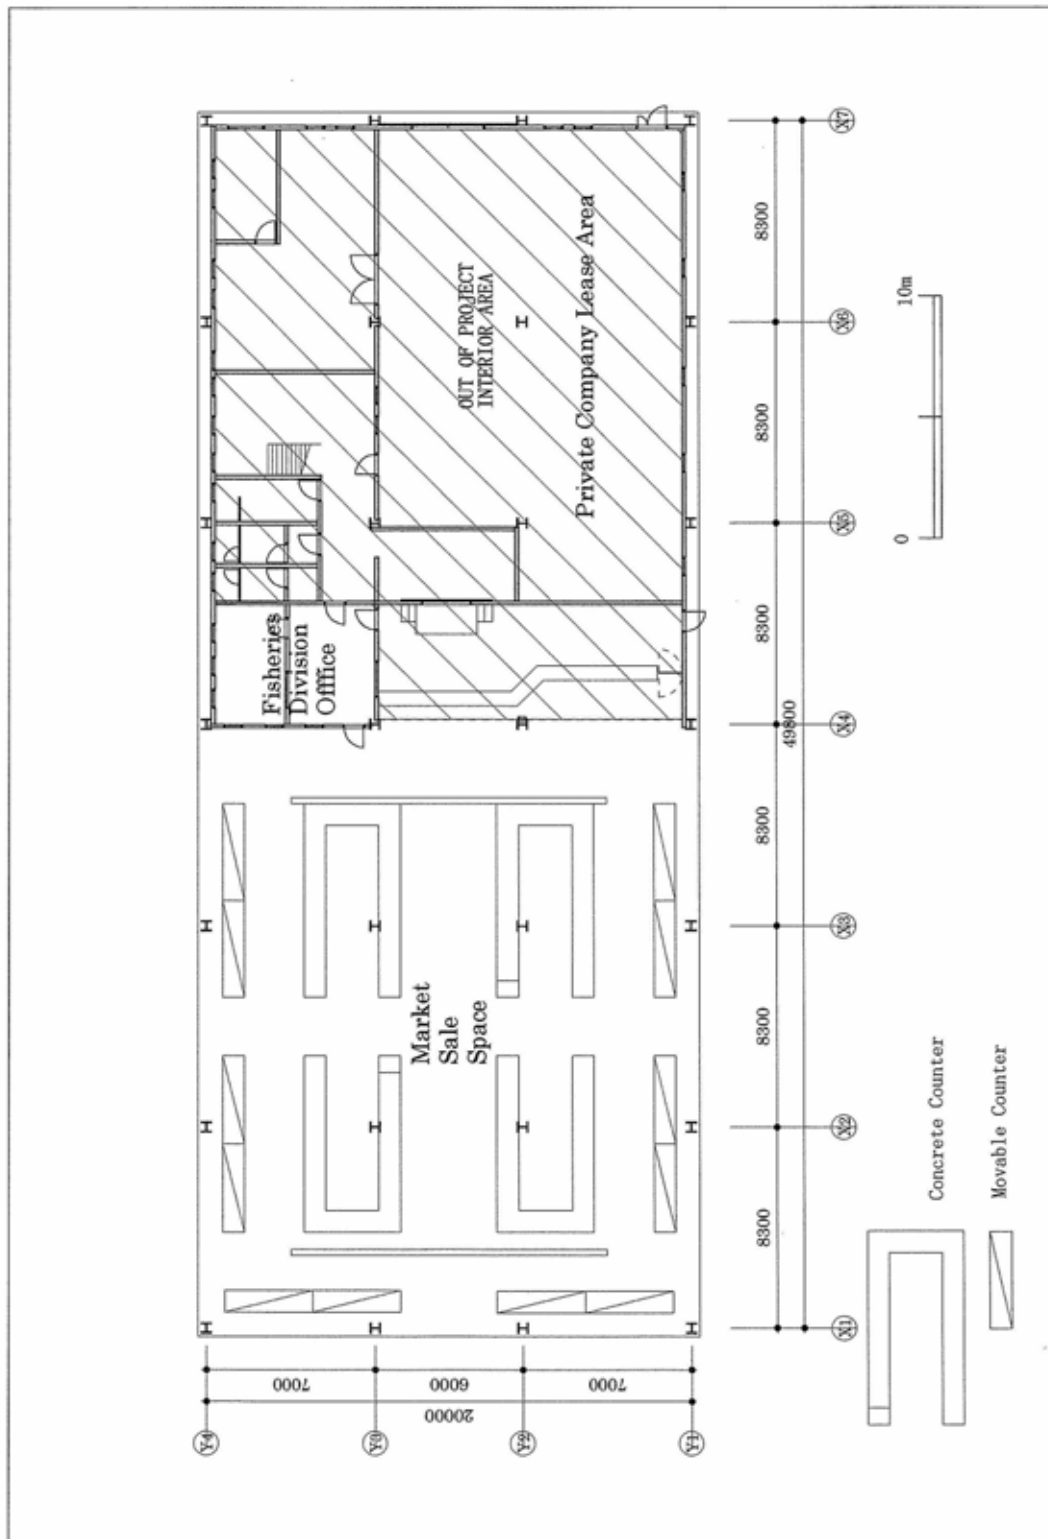 OUT OF PROJECT
INTERIOR AREA
Private Company Lease Area
Fisheries
Division
Offfice
Market
Sale
Space
Y4
Y3
Y2
Y1
7000
6000
7000
20000
X1
X2
X3
X4
X5
X6
X7
8300
8300
8300
8300
8300
8300
49800
0
10m
Concrete Counter
Movable Counter